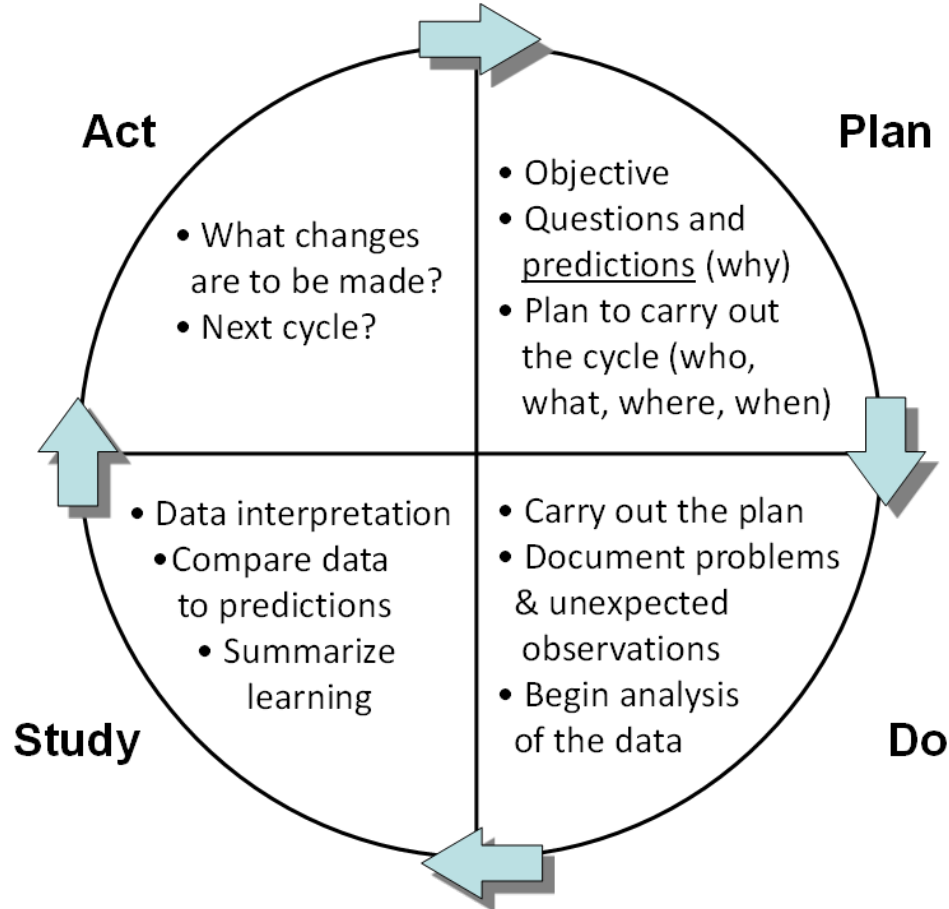 Act
• What changes
are to be made?
• Next cycle?
Plan
• Objective
• Questions and
predictions (why)
• Plan to carry out
the cycle (who,
what, where, when)
Study
• Data interpretation
•Compare data
to predictions
• Summarize
learning
Do
• Carry out the plan
• Document problems
& unexpected
observations
• Begin analysis
of the data